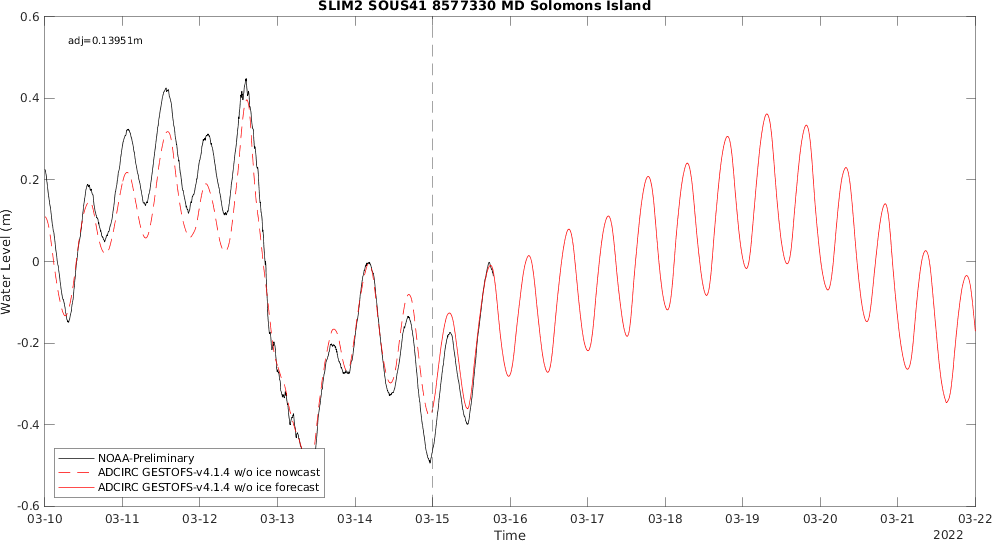 SLIM2 SOUS41 8577330 MD Solomons Island
adj=0.13951m
0.6
0.4
0.2
0
-0.2
-0.4
-0.6
Water Level (m)
NOAA-Preliminary
ADCIRC GESTOFS-v4.1.4 w/o ice nowcast
ADCIRC GESTOFS-v4.1.4 w/o ice forecast
03-10 03-11 03-12 03-13 03-14 03-15 03-16 03-17 03-18 03-19 03-20 03-21 03-22
Time
2022